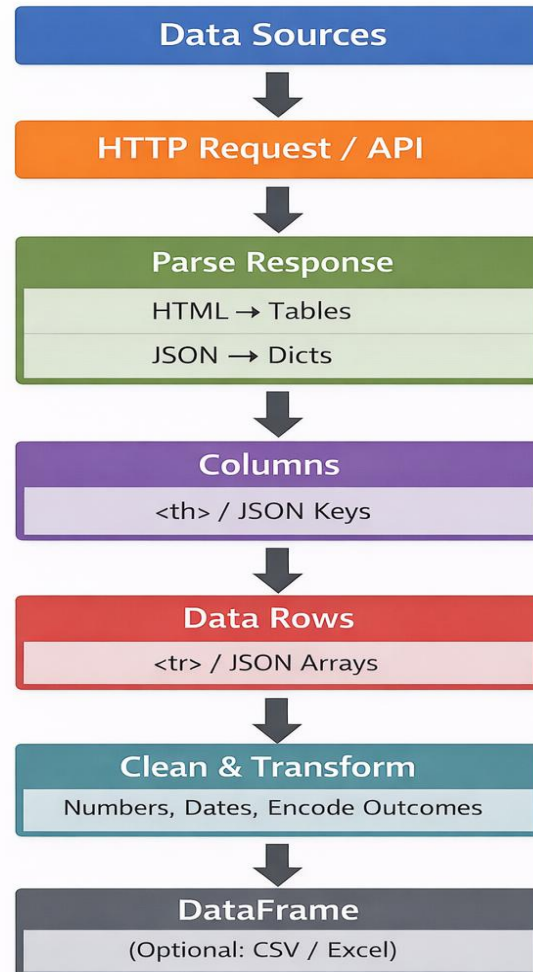 Data Sources
HTTP Request / API
Parse Response
HTML → Tables
JSON → Dicts
Columns
<th> / JSON Keys
Data Rows
<tr> / JSON Arrays
Clean & Transform
Numbers, Dates, Encode Outcomes
DataFrame
(Optional: CSV / Excel)